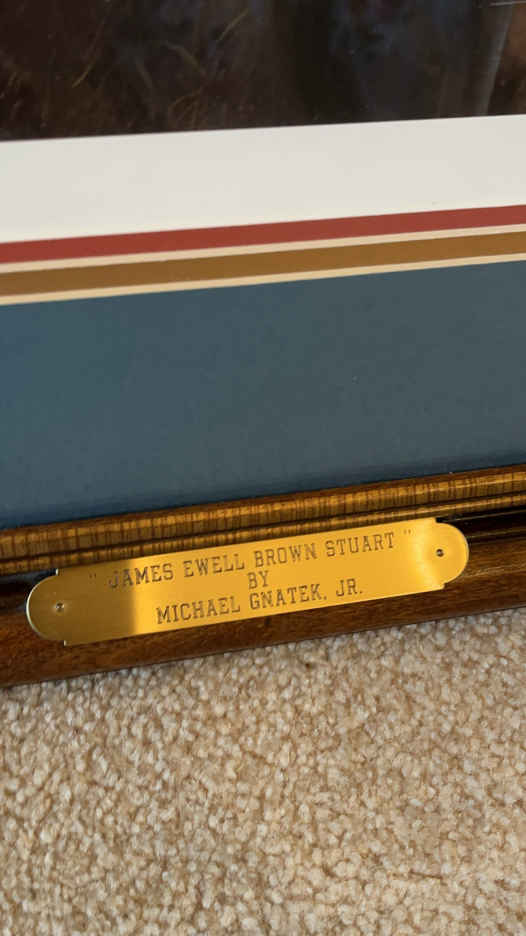 " JAMES EWELL BROWN STUART "
BY
MICHAEL GNATEK, JR.